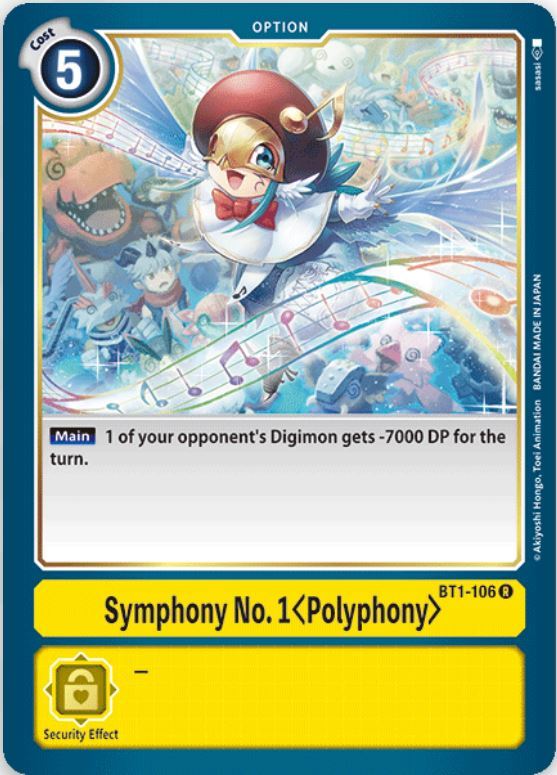 OPTION
Cost
5
sasasi
Main 1 of your opponent's Digimon gets -7000 DP for the
turn.
© Akiyoshi Hongo, Toei Animation BANDAI MADE IN JAPAN
BT1-106 R
Symphony No. 1<Polyphony>
–
Security Effect